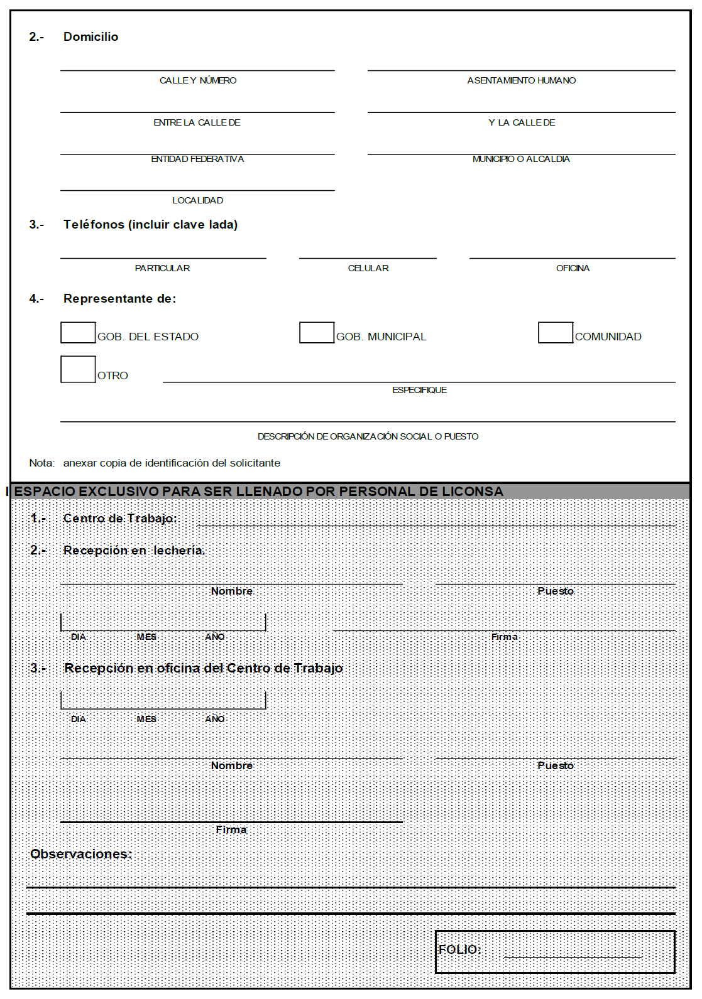 2.- Domicilio
CALLE Y NÚMERO ASENTAMIENTO HUMANO
ENTRE LA CALLE DE Y LA CALLE DE
ENTIDAD FEDERATIVA MUNICIPIO O ALCALDIA
LOCALIDAD
3.- Teléfonos (incluir clave lada)
PARTICULAR CELULAR OFICINA
4.- Representante de:
GOB. DEL ESTADO GOB. MUNICIPAL COMUNIDAD
OTRO
ESPECIFIQUE
DESCRIPCIÓN DE ORGANIZACIÓN SOCIAL O PUESTO
Nota: anexar copia de identificación del solicitante
I ESPACIO EXCLUSIVO PARA SER LLENADO POR PERSONAL DE LICONSA
1.- Centro de Trabajo:
2.- Recepción en lechería.
Nombre Puesto
DIA MES AÑO Firma
3.- Recepción en oficina del Centro de Trabajo
DIA MES AÑO
Nombre Puesto
Firma
Observaciones:
FOLIO: